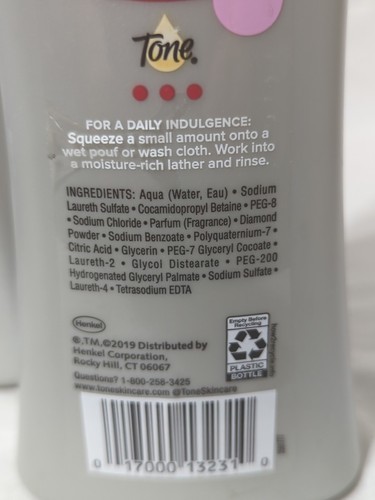 Tone®
FOR A DAILY INDULGENCE:
Squeeze a small amount onto a
wet pouf or wash cloth. Work into
a moisture-rich lather and rinse.
INGREDIENTS: Aqua (Water, Eau) • Sodium
Laureth Sulfate • Cocamidopropyl Betaine • PEG-8
• Sodium Chloride • Parfum (Fragrance) • Diamond
Powder • Sodium Benzoate • Polyquaternium-7 •
Citric Acid • Glycerin • PEG-7 Glyceryl Cocoate •
Laureth-2 • Glycol Distearate • PEG-200
Hydrogenated Glyceryl Palmate • Sodium Sulfate •
Laureth-4 • Tetrasodium EDTA
Henkel
®,TM,©2019 Distributed by
Henkel Corporation,
Rocky Hill, CT 06067
Questions? 1-800-258-3425
www.toneskincare.com @ToneSkincare
Empty Before
Recycling
PLASTIC
BOTTLE
0 17000 13231 0